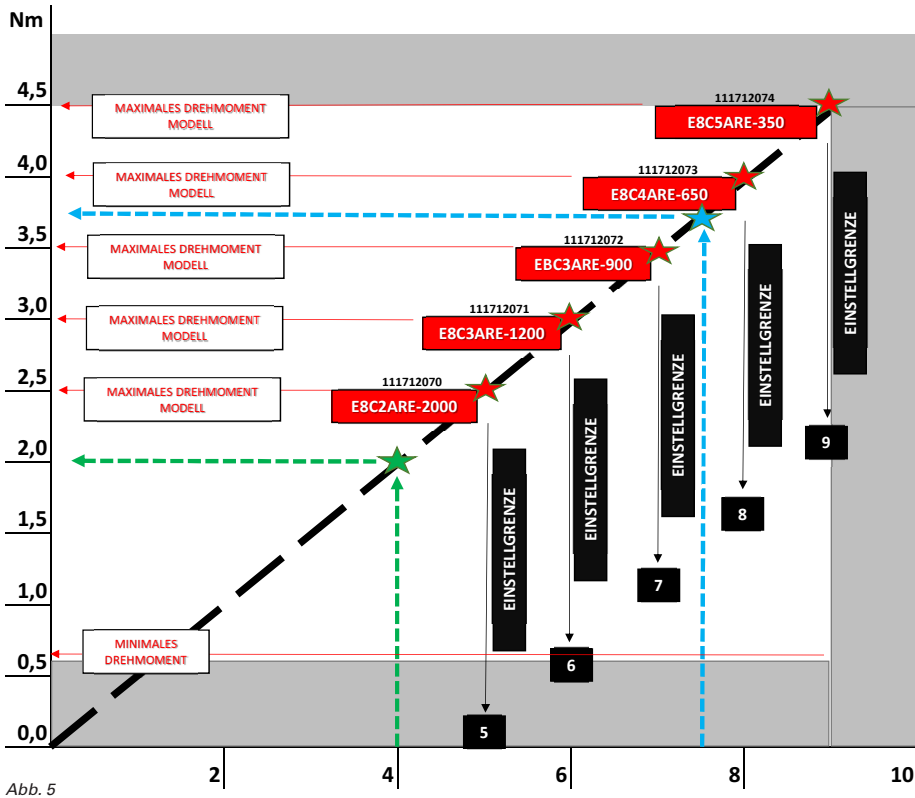 Nm
4,5
MAXIMALES DREHMOMENT
MODELL
111712074
E8C5ARE-350
4,0
MAXIMALES DREHMOMENT
MODELL
111712073
E8C4ARE-650
3,5
MAXIMALES DREHMOMENT
MODELL
111712072
EBC3ARE-900
3,0
MAXIMALES DREHMOMENT
MODELL
111712071
E8C3ARE-1200
2,5
MAXIMALES DREHMOMENT
MODELL
111712070
E8C2ARE-2000
2,0
1,5
1,0
MINIMALES
DREHMOMENT
0,5
0,0
EINSTELLGRENZE
5
EINSTELLGRENZE
6
EINSTELLGRENZE
7
EINSTELLGRENZE
8
EINSTELLGRENZE
9
2
4
6
8
10
Abb. 5